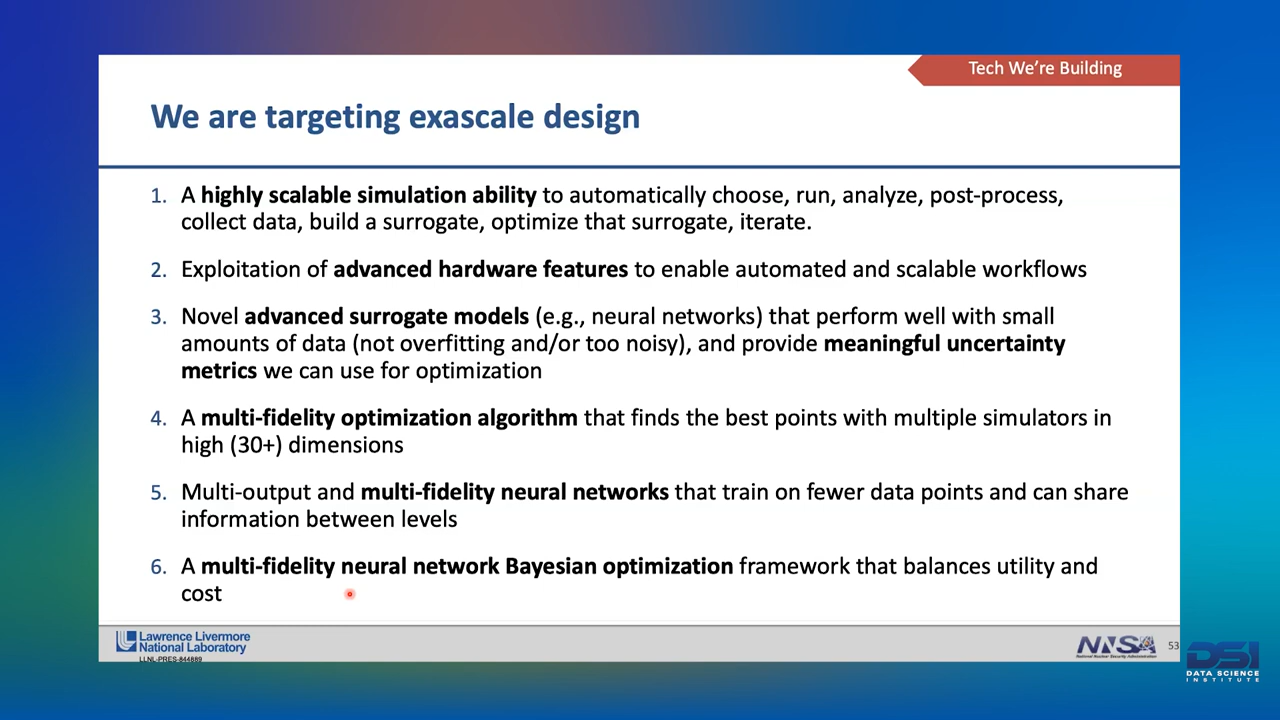 Tech We're Building
We are targeting exascale design
1. A highly scalable simulation ability to automatically choose, run, analyze, post-process,
collect data, build a surrogate, optimize that surrogate, iterate.
2. Exploitation of advanced hardware features to enable automated and scalable workflows
3. Novel advanced surrogate models (e.g., neural networks) that perform well with small
amounts of data (not overfitting and/or too noisy), and provide meaningful uncertainty
metrics we can use for optimization
4. A multi-fidelity optimization algorithm that finds the best points with multiple simulators in
high (30+) dimensions
5. Multi-output and multi-fidelity neural networks that train on fewer data points and can share
information between levels
6. A multi-fidelity neural network Bayesian optimization framework that balances utility and
cost
Lawrence Livermore
National Laboratory
LLNL-PRES-844889
NNSA
National Nuclear Security Administration
53
DSI
DATA SCIENCE
INSTITUTE